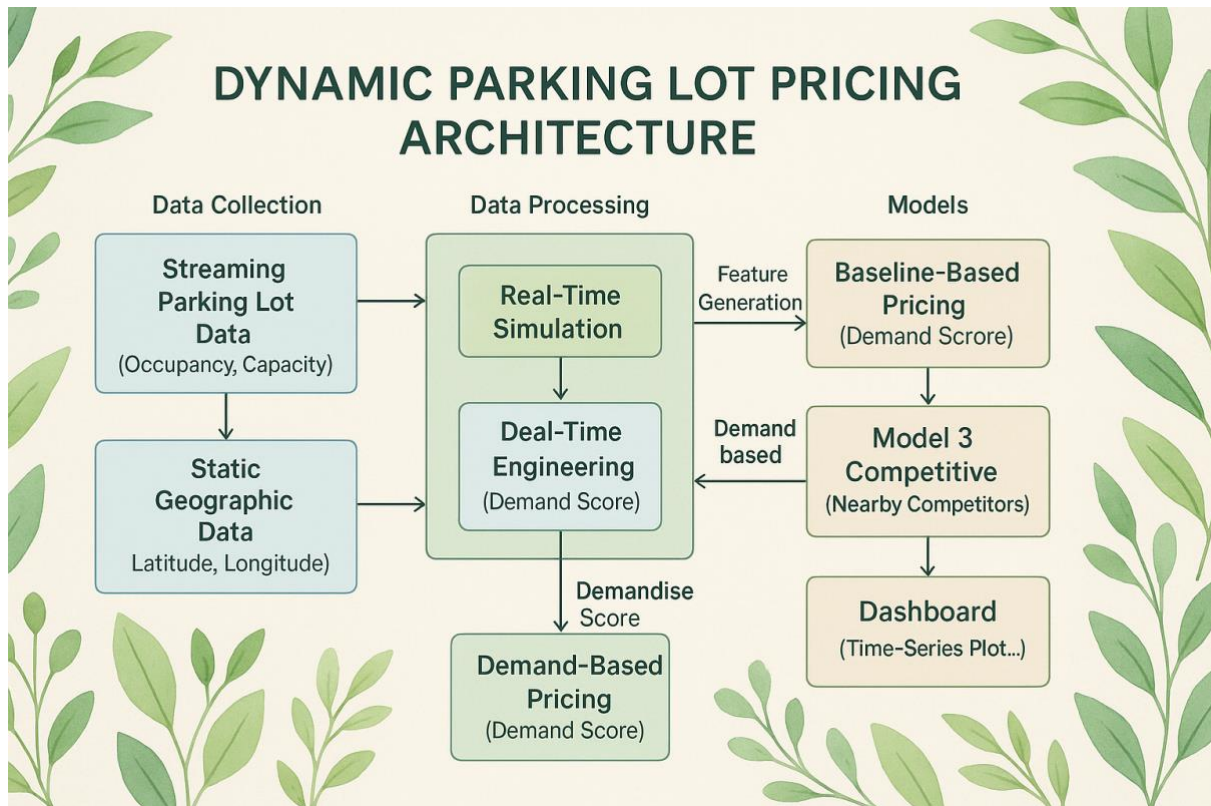 DYNAMIC PARKING LOT PRICING
ARCHITECTURE
Data Collection
Streaming
Parking Lot
Data
(Occupancy, Capacity)
Static
Geographic
Data
Latitude, Longitude)
Data Processing
Real-Time
Simulation
Deal-Time
Engineering
(Demand Score)
Demandise
Score
Demand-Based
Pricing
(Demand Score)
Feature
Generation
Demand
based
Models
Baseline-Based
Pricing
(Demand Scrore)
Model 3
Competitive
(Nearby Competitors)
Dashboard
(Time-Series Plot...)